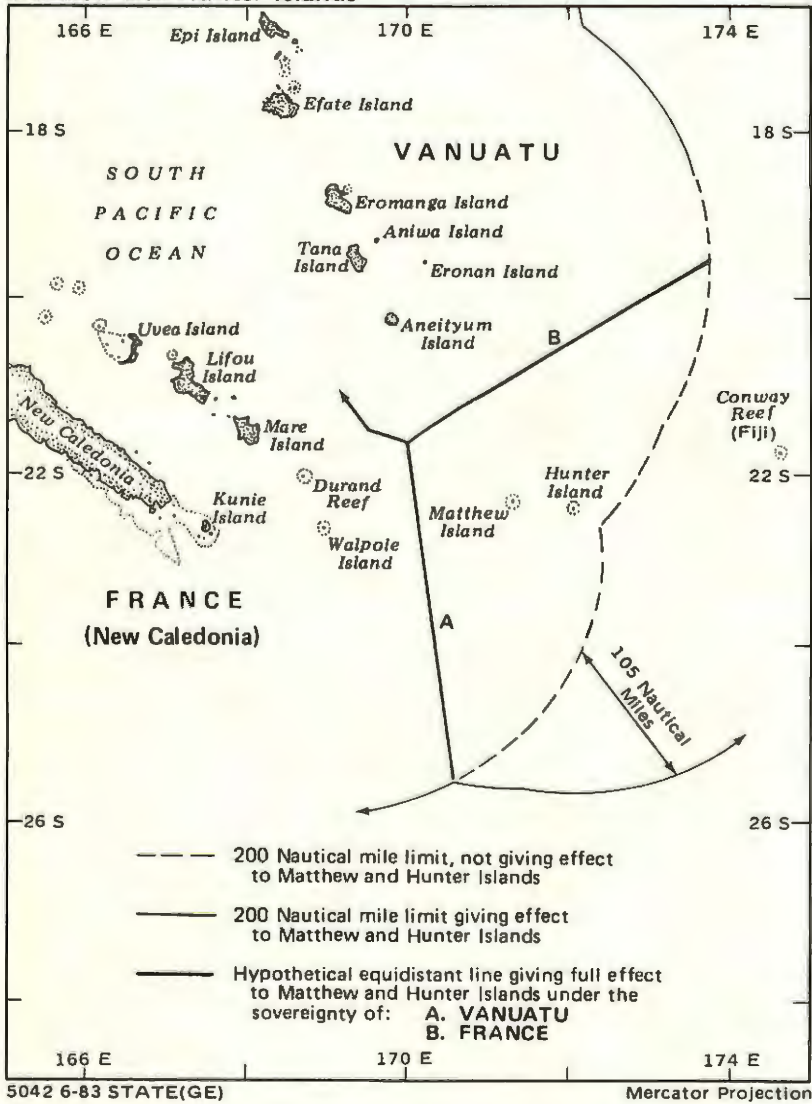 166 E 170 E 174 E
Epi Island
Efate Island
18 S 18 S
VANUATU
SOUTH
PACIFIC
OCEAN
Eromanga Island
Aniwa Island
Tana
Island
Eronan Island
Uvea Island
Aneityum
Island
B
Lifou
Island
New Caledonia
Mare
Island
Conway
Reef
(Fiji)
22 S 22 S
Durand
Reef
Hunter
Island
Kunie
Island
Matthew
Island
Walpole
Island
FRANCE
(New Caledonia)
A
105 Nautical
Miles
26 S 26 S
200 Nautical mile limit, not giving effect
to Matthew and Hunter Islands
200 Nautical mile limit giving effect
to Matthew and Hunter Islands
Hypothetical equidistant line giving full effect
to Matthew and Hunter Islands under the
sovereignty of: A. VANUATU
B. FRANCE
166 E 170 E 174 E
5042 6-83 STATE(GE) Mercator Projection